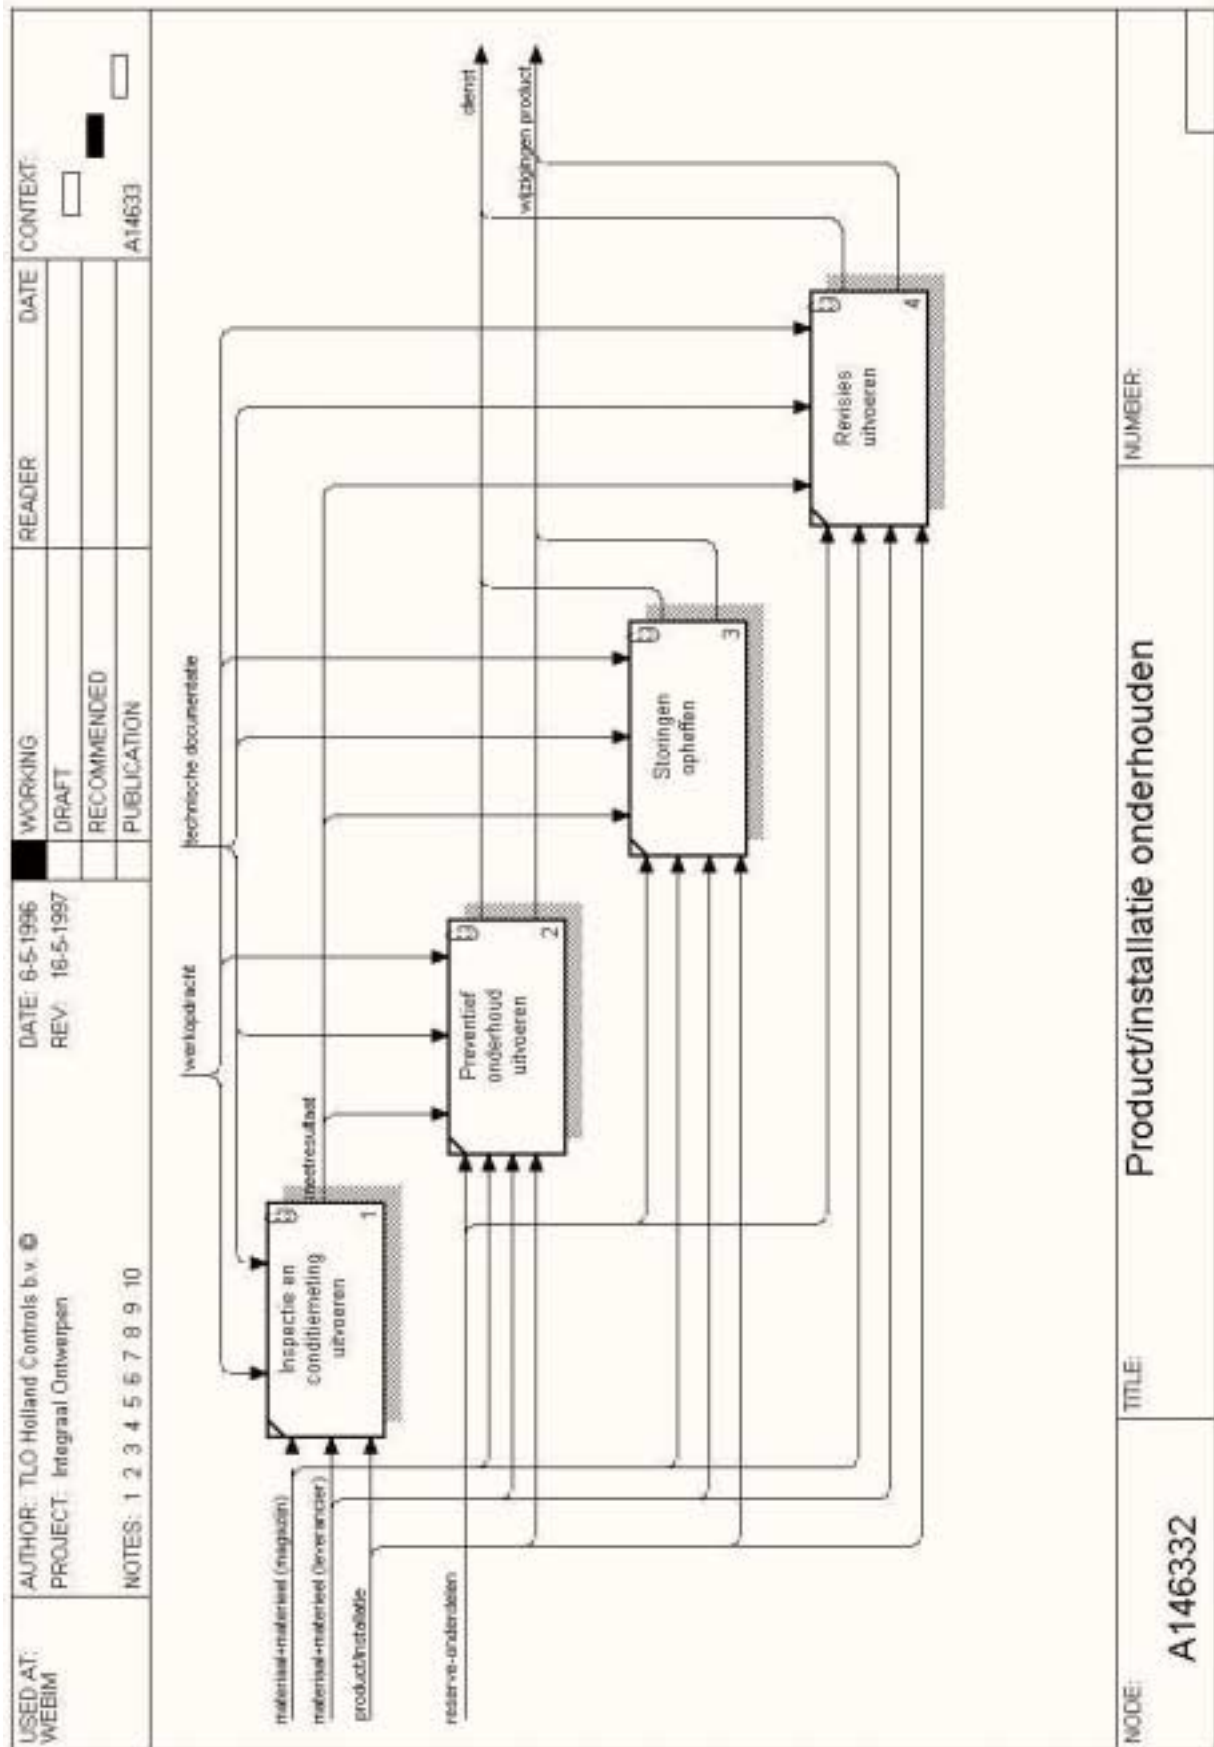 USED AT:
WEBIM
AUTHOR: TLO Holland Controls b.v. ©
PROJECT: Integraal Ontwerpen
NOTES: 1 2 3 4 5 6 7 8 9 10
DATE: 6-5-1996
REV: 16-5-1997
WORKING
DRAFT
RECOMMENDED
PUBLICATION
READER
DATE
CONTEXT:
A14633
werkopdracht
technische documentatie
materiaal+materieel (magazijn)
materiaal+materieel (leverancier)
product/installatie
reserve-onderdelen
Inspectie en
conditiemeting
uitvoeren
1
meetresultaat
Preventief
onderhoud
uitvoeren
2
Storingen
opheffen
3
Revisies
uitvoeren
4
dienst
wijzigingen product
NODE:
A146332
TITLE:
Product/installatie onderhouden
NUMBER: